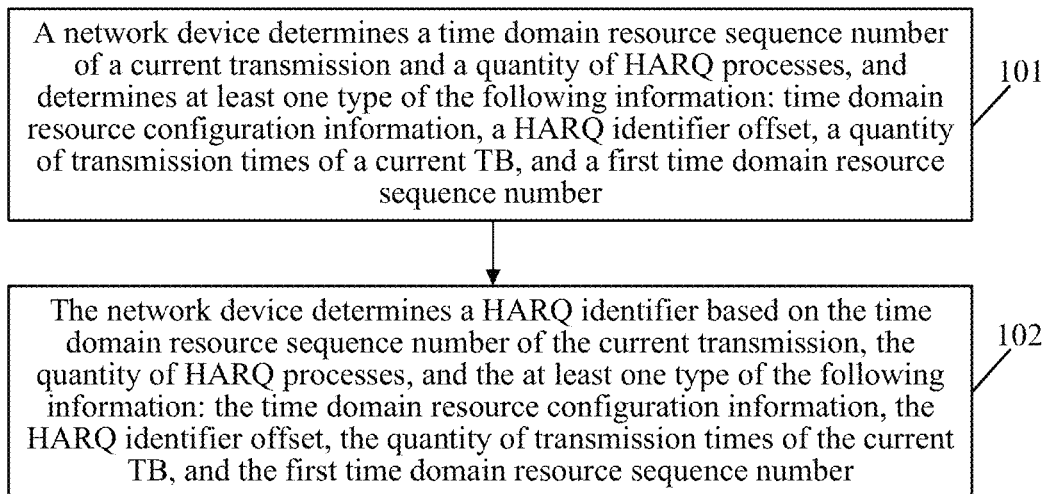 A network device determines a time domain resource sequence number
of a current transmission and a quantity of HARQ processes, and
determines at least one type of the following information: time domain
resource configuration information, a HARQ identifier offset, a quantity
of transmission times of a current TB, and a first time domain resource
sequence number
101
The network device determines a HARQ identifier based on the time
domain resource sequence number of the current transmission, the
quantity of HARQ processes, and the at least one type of the following
information: the time domain resource configuration information, the
HARQ identifier offset, the quantity of transmission times of the current
TB, and the first time domain resource sequence number
102